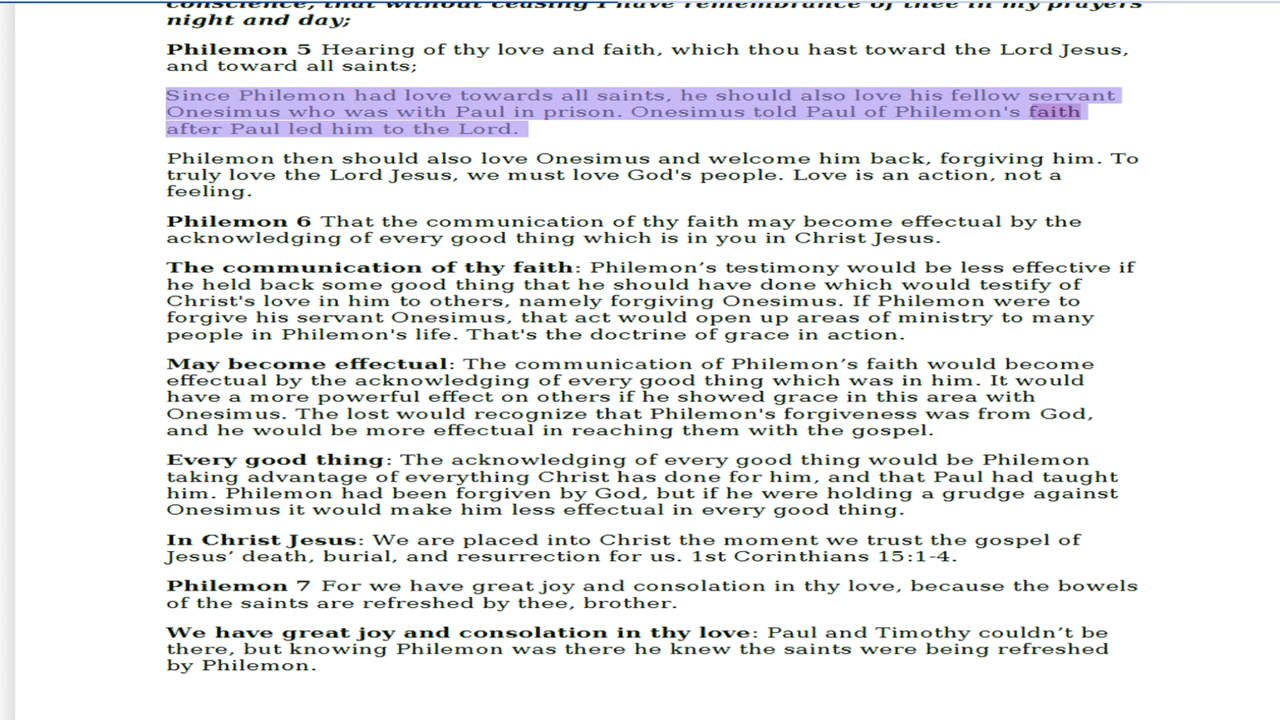 conscience, that without ceasing I have remembrance of thee in my prayers
night and day;
Philemon 5 Hearing of thy love and faith, which thou hast toward the Lord Jesus,
and toward all saints;
Since Philemon had love towards all saints, he should also love his fellow servant
Onesimus who was with Paul in prison. Onesimus told Paul of Philemon's faith
after Paul led him to the Lord.
Philemon then should also love Onesimus and welcome him back, forgiving him. To
truly love the Lord Jesus, we must love God's people. Love is an action, not a
feeling.
Philemon 6 That the communication of thy faith may become effectual by the
acknowledging of every good thing which is in you in Christ Jesus.
The communication of thy faith: Philemon’s testimony would be less effective if
he held back some good thing that he should have done which would testify of
Christ's love in him to others, namely forgiving Onesimus. If Philemon were to
forgive his servant Onesimus, that act would open up areas of ministry to many
people in Philemon's life. That's the doctrine of grace in action.
May become effectual: The communication of Philemon’s faith would become
effectual by the acknowledging of every good thing which was in him. It would
have a more powerful effect on others if he showed grace in this area with
Onesimus. The lost would recognize that Philemon's forgiveness was from God,
and he would be more effectual in reaching them with the gospel.
Every good thing: The acknowledging of every good thing would be Philemon
taking advantage of everything Christ has done for him, and that Paul had taught
him. Philemon had been forgiven by God, but if he were holding a grudge against
Onesimus it would make him less effectual in every good thing.
In Christ Jesus: We are placed into Christ the moment we trust the gospel of
Jesus’ death, burial, and resurrection for us. 1st Corinthians 15:1-4.
Philemon 7 For we have great joy and consolation in thy love, because the bowels
of the saints are refreshed by thee, brother.
We have great joy and consolation in thy love: Paul and Timothy couldn’t be
there, but knowing Philemon was there he knew the saints were being refreshed
by Philemon.